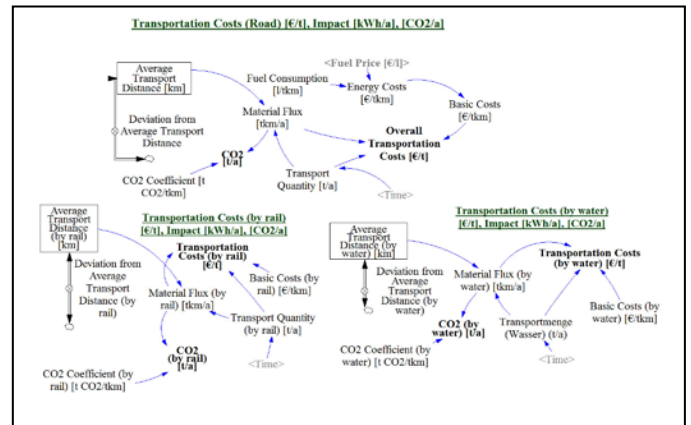 Transportation Costs (Road) [€/t], Impact [kWh/a], [CO2/a]
Average
Transport
Distance [km]
Fuel Consumption
[l/tkm]
<Fuel Price [€/l]>
Energy Costs
[€/tkm]
Basic Costs
[€/tkm]
Material Flux
[tkm/a]
Deviation from
Average Transport
Distance
Overall
Transportation
Costs [€/t]
CO2
[t/a]
CO2 Coefficient [t
CO2/tkm]
Transport
Quantity [t/a]
<Time>
Transportation Costs (by rail)
[€/t], Impact [kWh/a], [CO2/a]
Average
Transport
Distance (by rail)
[km]
Transportation
Costs (by rail)
[€/t]
Deviation from
Average
Transport
Distance (by
rail)
Basic Costs (by
rail) [€/tkm]
Material Flux (by
rail) [tkm/a]
Transport Quantity
(by rail) [t/a]
CO2
(by rail)
[t/a]
<Time>
CO2 Coefficient (by
rail) [t CO2/tkm]
Transportation Costs (by water)
[€/t], Impact [kWh/a], [CO2/a]
Average
Transport
Distance (by
water) [km]
Transportation Costs
(by water) [€/t]
Deviation from
Average
Transport
Distance (by
water)
Material Flux (by
water) [tkm/a]
Basic Costs (by
water) [€/tkm]
CO2 (by
water) [t/a]
Transportmenge
(Wasser) (t/a)
CO2 Coefficient (by
water) [t CO2/tkm]
<Time>